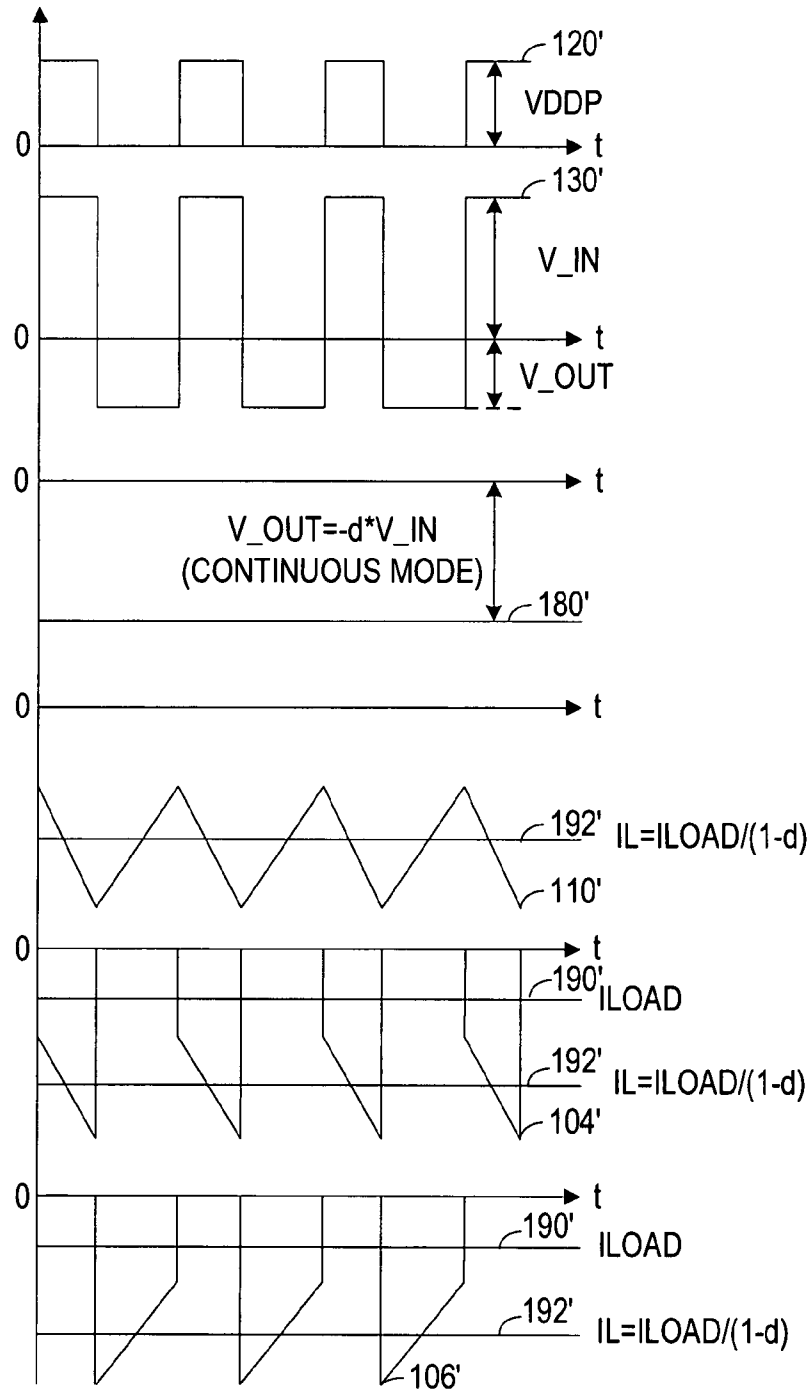 120'
VDDP
0
t
130'
V_IN
0
t
V_OUT
0
t
V_OUT=-d*V_IN
(CONTINUOUS MODE)
180'
0
t
192'
IL=ILOAD/(1-d)
110'
0
t
190'
ILOAD
192'
IL=ILOAD/(1-d)
104'
0
t
190'
ILOAD
192'
IL=ILOAD/(1-d)
106'